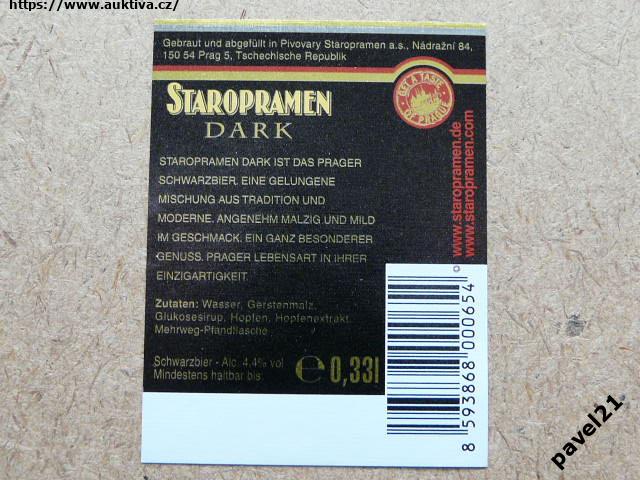 https://www.auktiva.cz/
Gebraut und abgefüllt in Pivovary Staropramen a.s., Nádražní 84,
150 54 Prag 5, Tschechische Republik
STAROPRAMEN
DARK
GET A TASTE
OF PRAGUE
www.staropramen.de
www.staropramen.com
STAROPRAMEN DARK IST DAS PRAGER
SCHWARZBIER. EINE GELUNGENE
MISCHUNG AUS TRADITION UND
MODERNE. ANGENEHM MALZIG UND MILD
IM GESCHMACK. EIN GANZ BESONDERER
GENUSS. PRAGER LEBENSART IN IHRER
EINZIGARTIGKEIT.
Zutaten: Wasser, Gerstenmalz,
Glukosesirup, Hopfen, Hopfenextrakt.
Mehrweg-Pfandflasche
Schwarzbier - Alc. 4,4% vol
Mindestens haltbar bis:
e 0,33l
8 593868 000654
pavel21